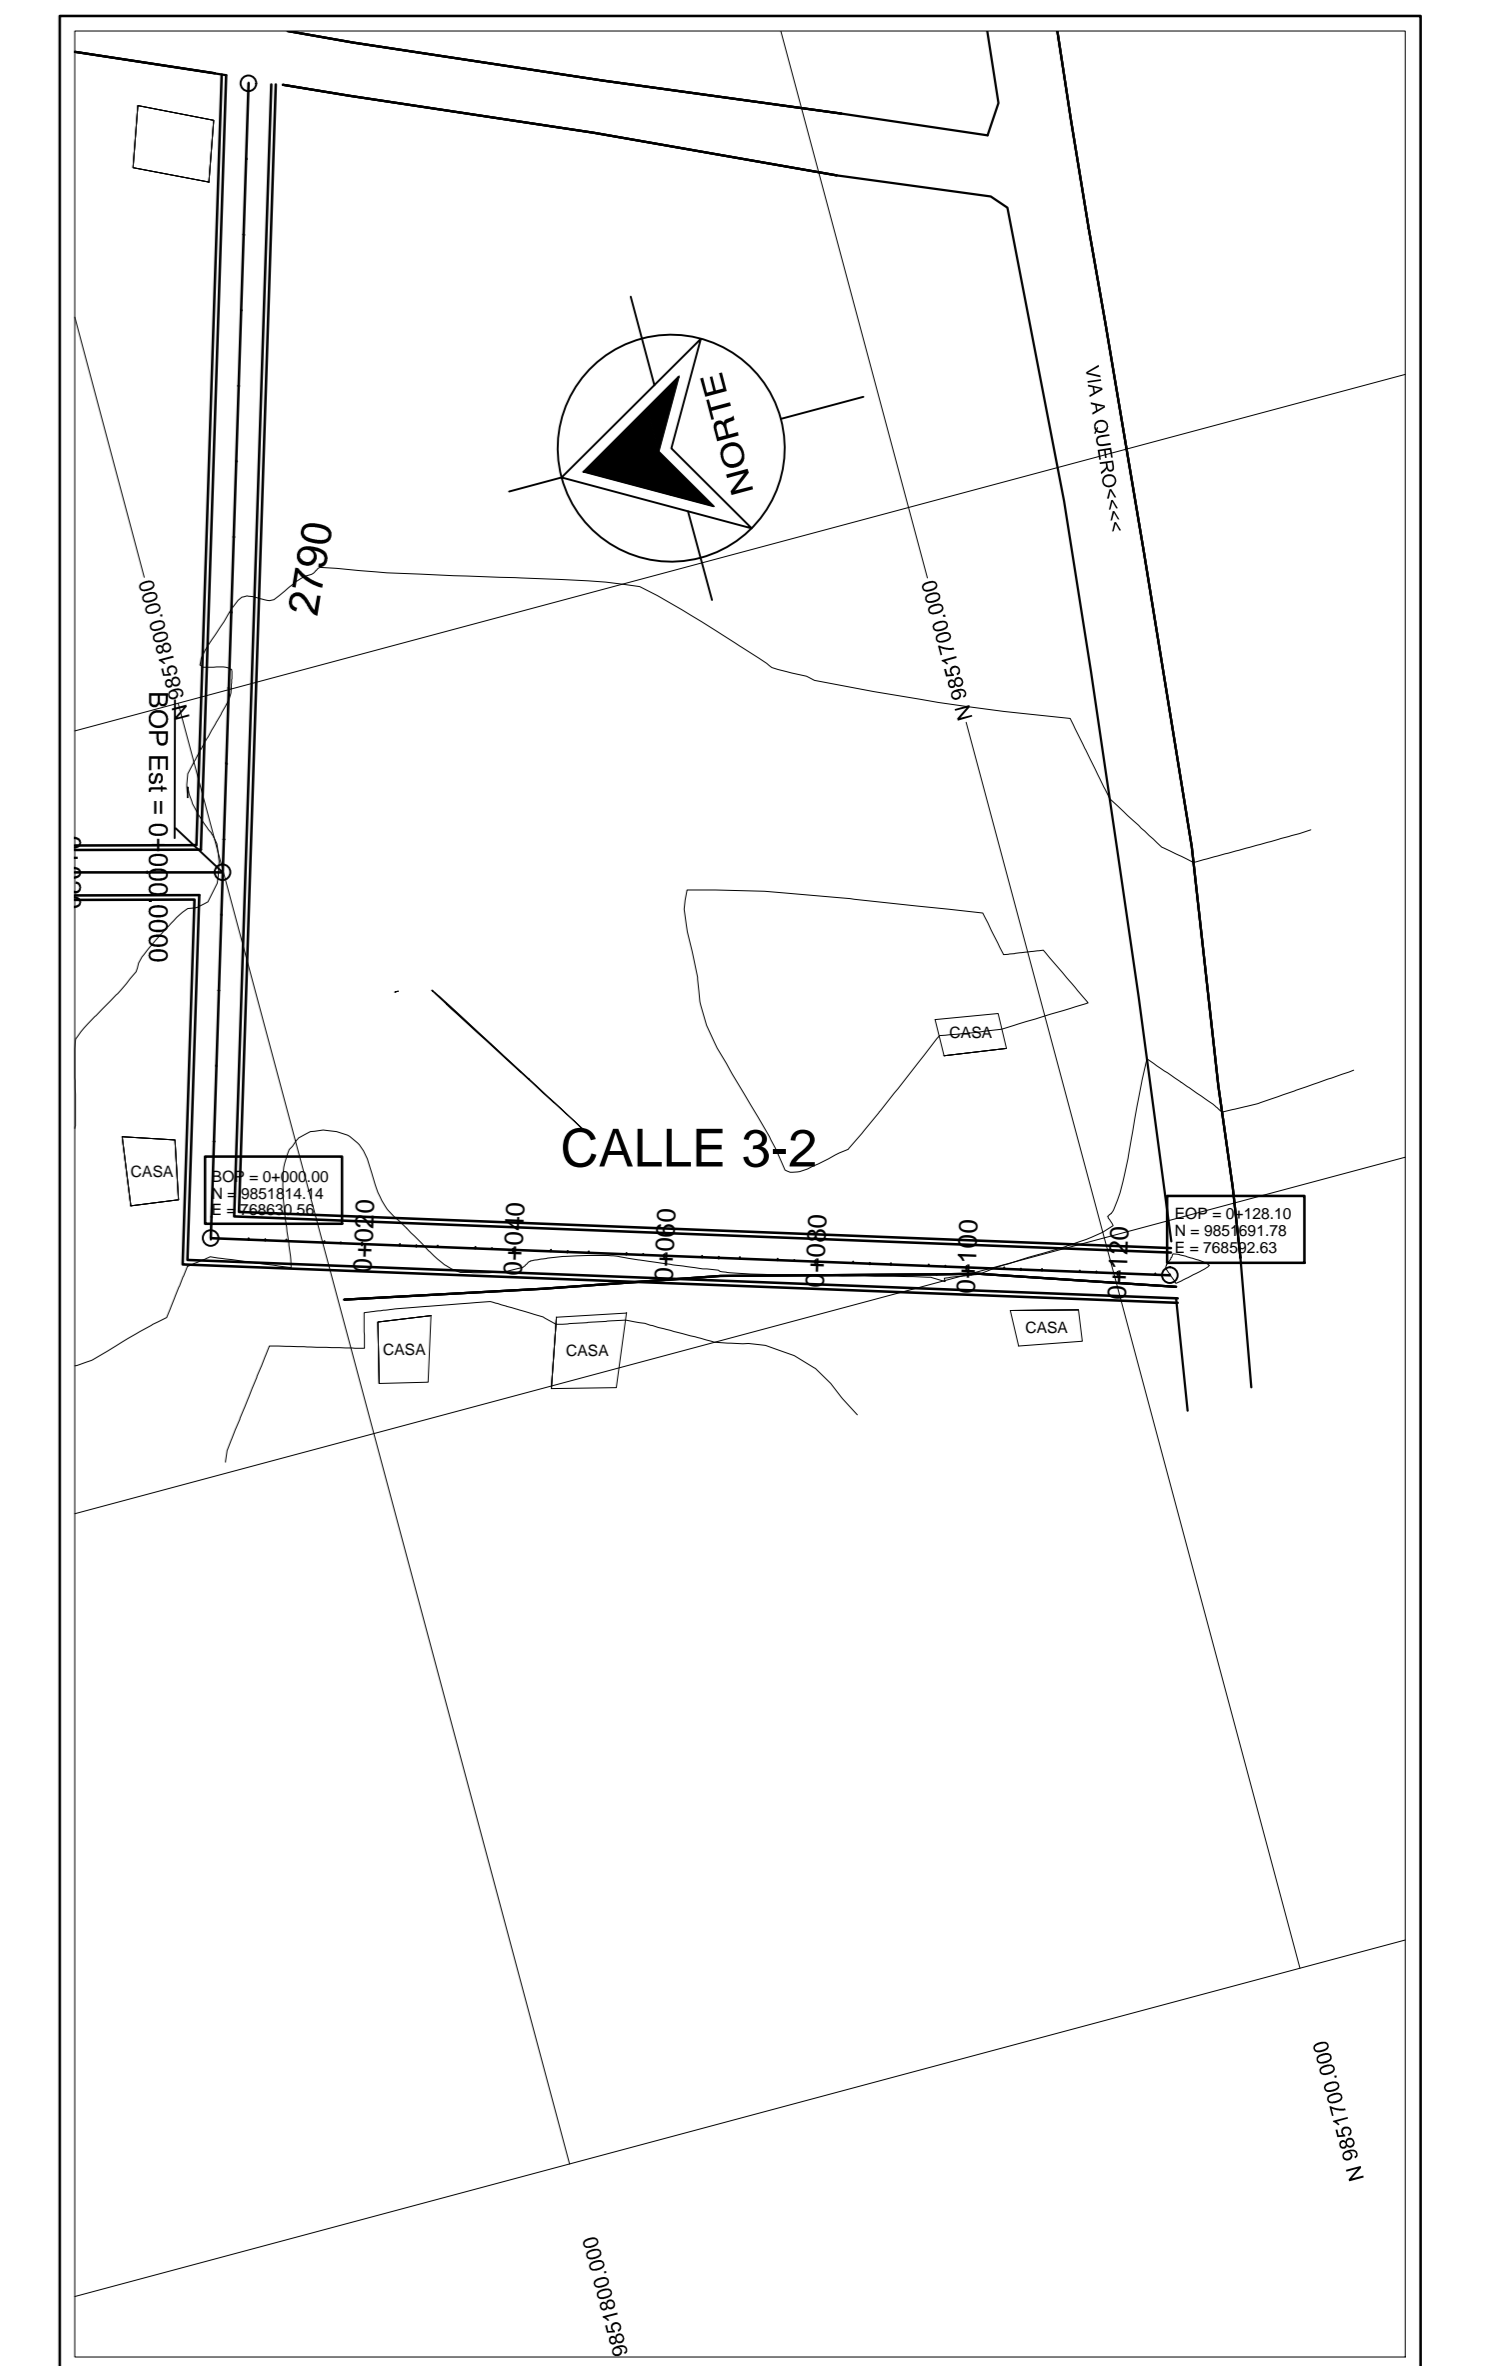 NORTE
VIA A QUERO<<<<
2790
N 9851800.000
N 9851700.000
BOP Est = 0+000.0000
CASA
CALLE 3-2
CASA
BOP = 0+000.00
N = 9851814.14
E = 768630.56
0+020
0+040
0+060
0+080
0+100
0+120
EOP = 0+128.10
N = 9851691.78
E = 768592.63
CASA
CASA
CASA
N 9851700.000
9851800.000